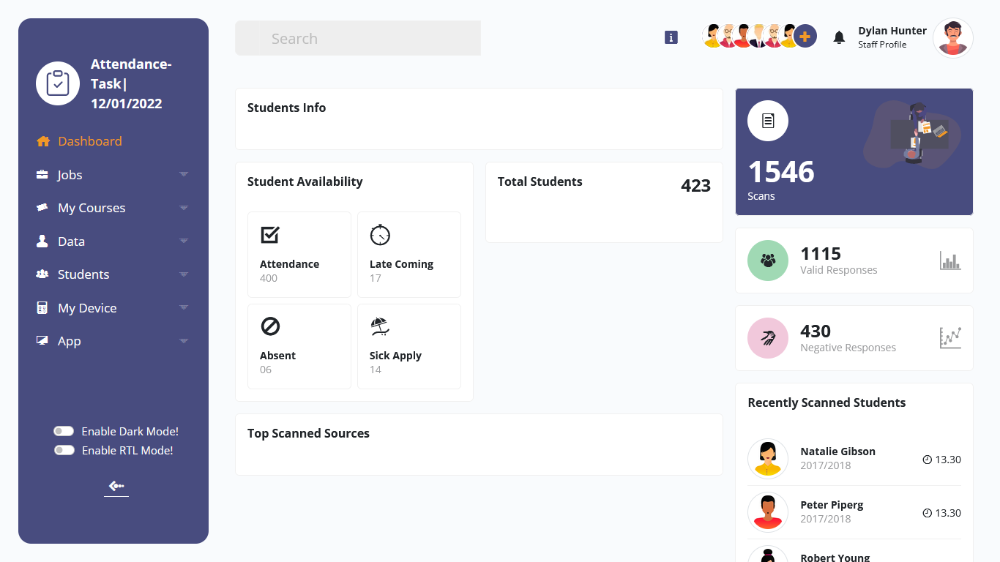 Attendance-
Task|
12/01/2022
Dashboard
Jobs
My Courses
Data
Students
My Device
App
Enable Dark Mode!
Enable RTL Mode!
Search
Dylan Hunter
Staff Profile
Students Info
Student Availability
Attendance
400
Late Coming
17
Absent
06
Sick Apply
14
Total Students
423
Top Scanned Sources
1546
Scans
1115
Valid Responses
430
Negative Responses
Recently Scanned Students
Natalie Gibson
2017/2018
13.30
Peter Piperg
2017/2018
13.30
Robert Young